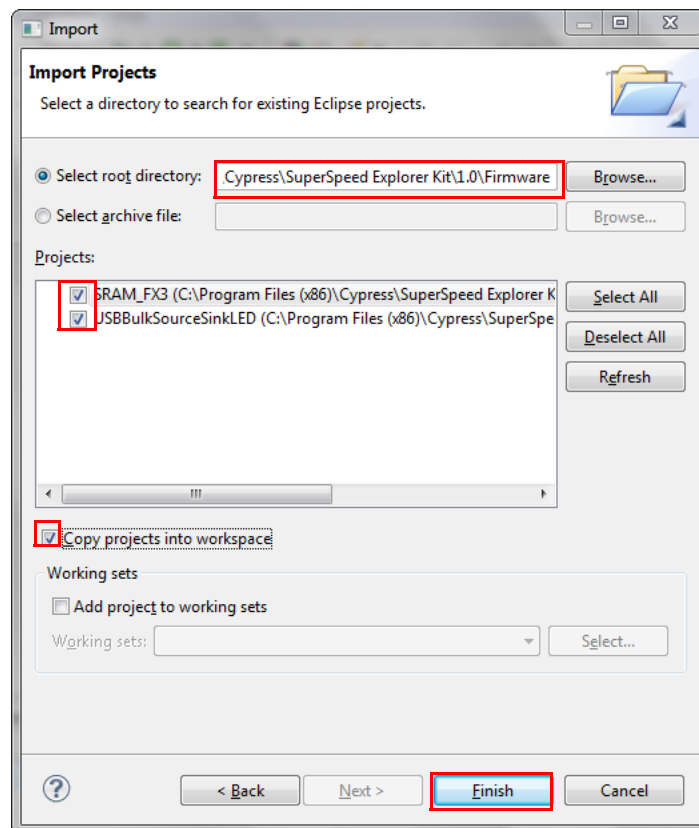 Import
Import Projects
Select a directory to search for existing Eclipse projects.
Select root directory: .Cypress\SuperSpeed Explorer Kit\1.0\Firmware Browse...
Select archive file: Browse...
Projects:
SRAM_FX3 (C:\Program Files (x86)\Cypress\SuperSpeed Explorer K
USBBulkSourceSinkLED (C:\Program Files (x86)\Cypress\SuperSpe
Select All
Deselect All
Refresh
Copy projects into workspace
Working sets
Add project to working sets
Working sets: Select...
? < Back Next > Finish Cancel